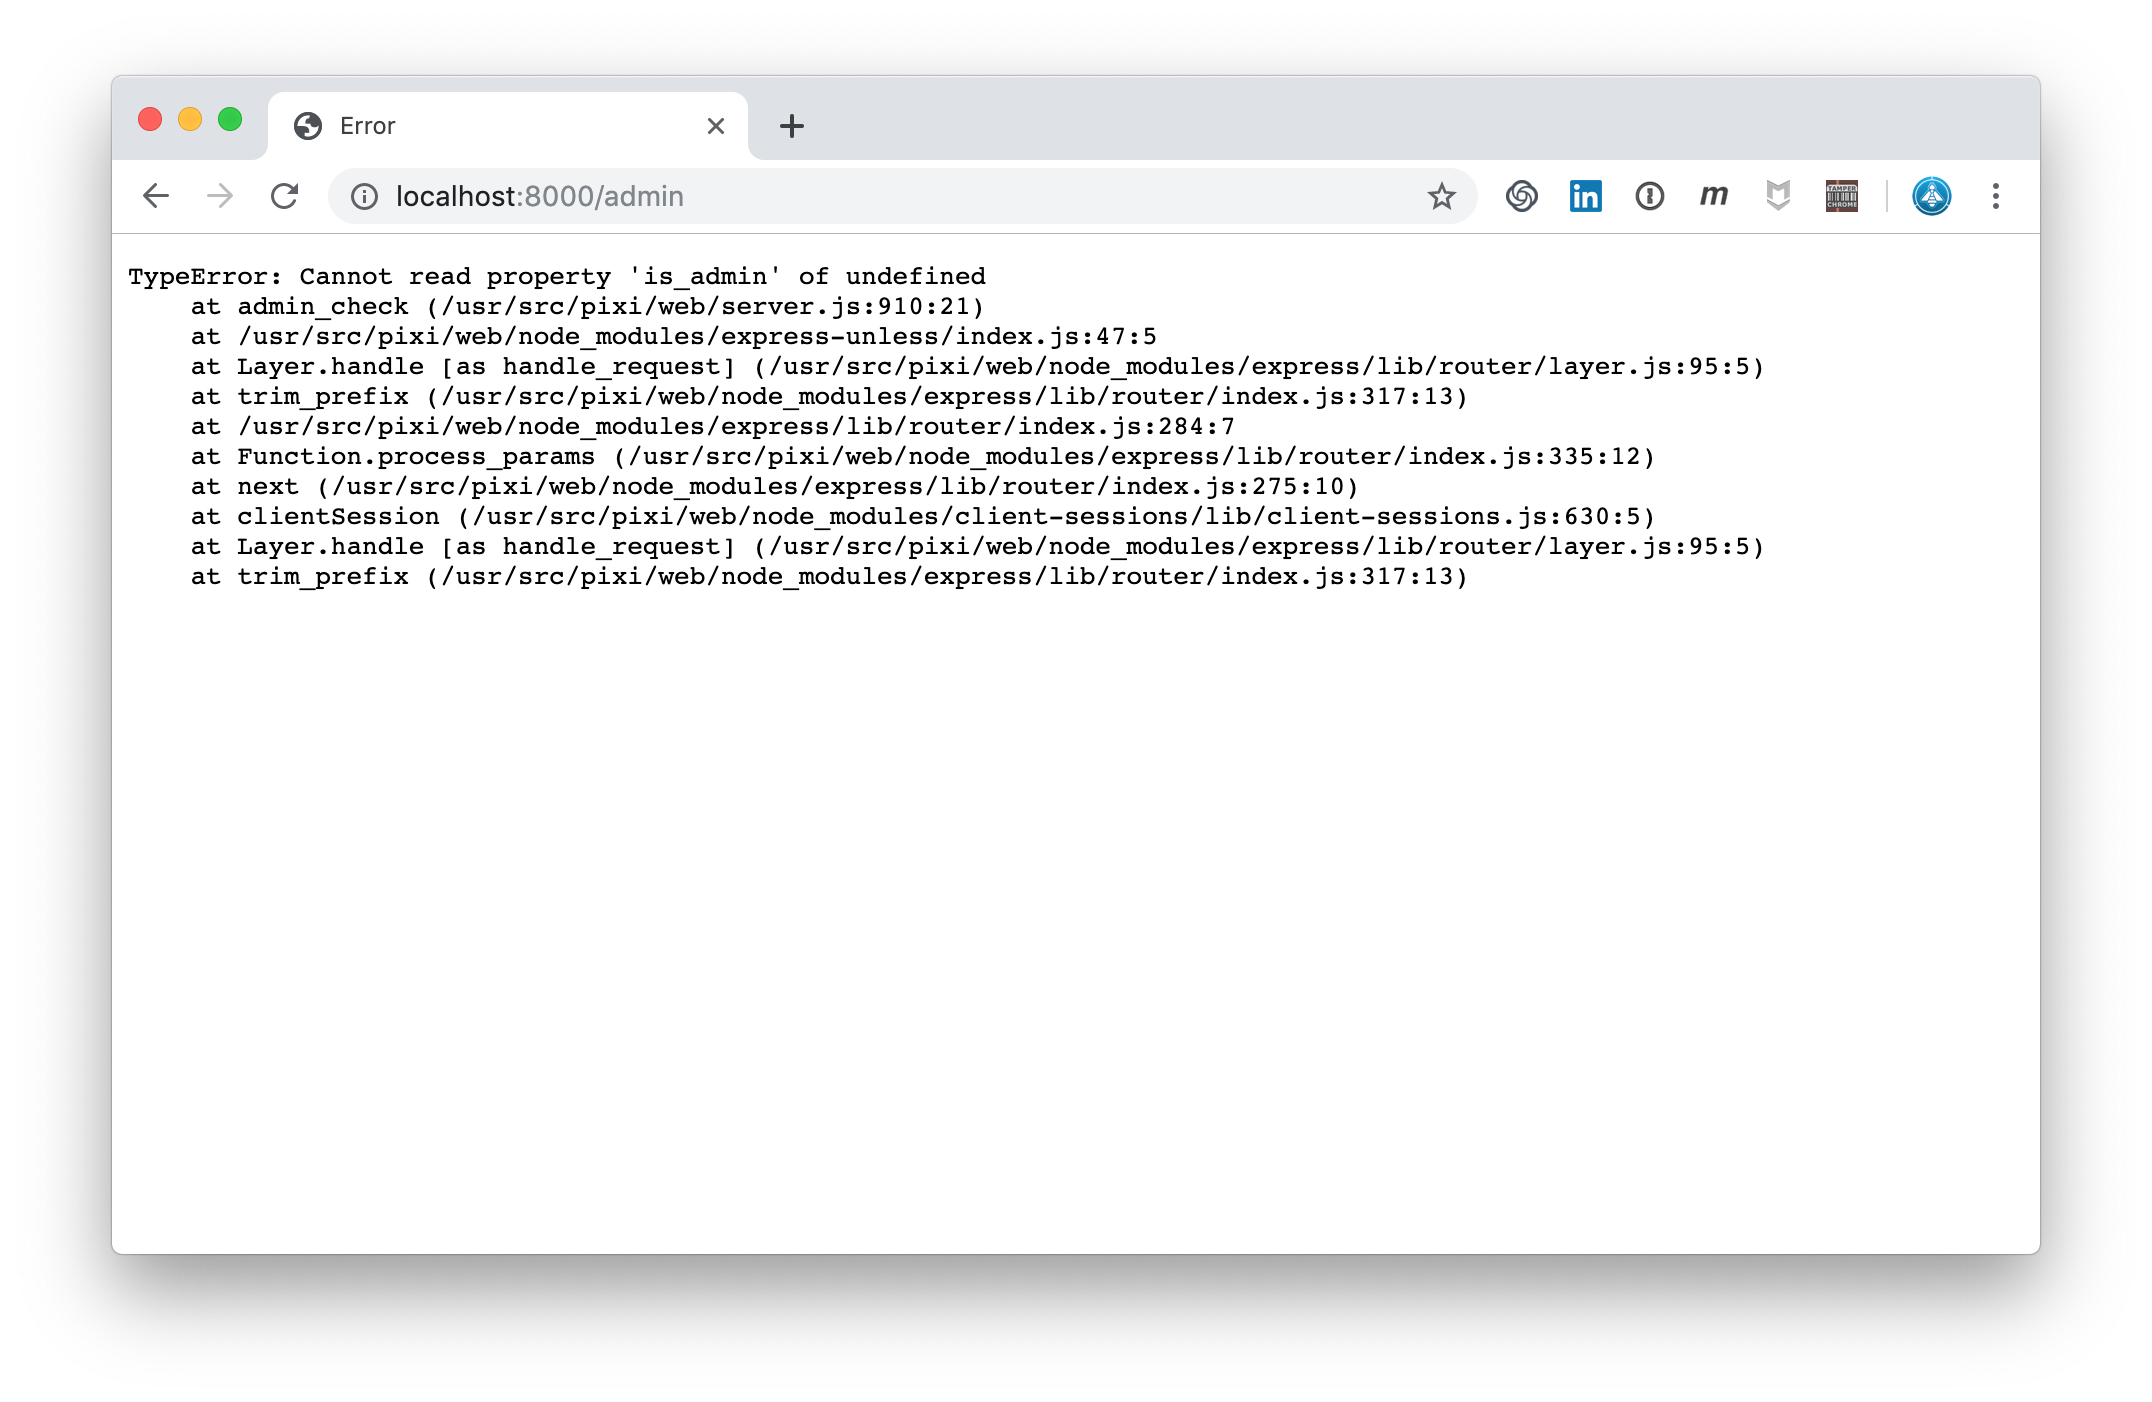 Error
localhost:8000/admin
in
m
TAMPER
CHROME
TypeError: Cannot read property 'is_admin' of undefined
    at admin_check (/usr/src/pixi/web/server.js:910:21)
    at /usr/src/pixi/web/node_modules/express-unless/index.js:47:5
    at Layer.handle [as handle_request] (/usr/src/pixi/web/node_modules/express/lib/router/layer.js:95:5)
    at trim_prefix (/usr/src/pixi/web/node_modules/express/lib/router/index.js:317:13)
    at /usr/src/pixi/web/node_modules/express/lib/router/index.js:284:7
    at Function.process_params (/usr/src/pixi/web/node_modules/express/lib/router/index.js:335:12)
    at next (/usr/src/pixi/web/node_modules/express/lib/router/index.js:275:10)
    at clientSession (/usr/src/pixi/web/node_modules/client-sessions/lib/client-sessions.js:630:5)
    at Layer.handle [as handle_request] (/usr/src/pixi/web/node_modules/express/lib/router/layer.js:95:5)
    at trim_prefix (/usr/src/pixi/web/node_modules/express/lib/router/index.js:317:13)